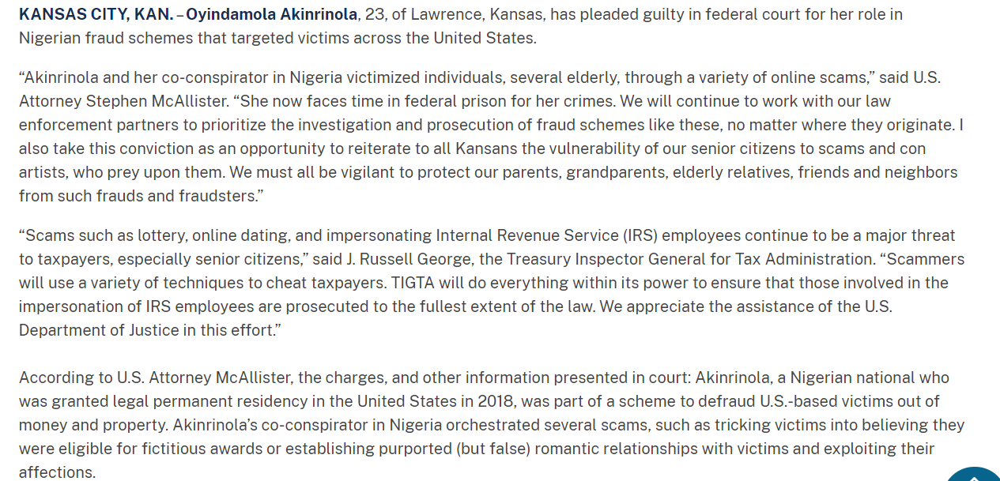 KANSAS CITY, KAN. – Oyindamola Akinrinola, 23, of Lawrence, Kansas, has pleaded guilty in federal court for her role in
Nigerian fraud schemes that targeted victims across the United States.
“Akinrinola and her co-conspirator in Nigeria victimized individuals, several elderly, through a variety of online scams,” said U.S.
Attorney Stephen McAllister. “She now faces time in federal prison for her crimes. We will continue to work with our law
enforcement partners to prioritize the investigation and prosecution of fraud schemes like these, no matter where they originate. I
also take this conviction as an opportunity to reiterate to all Kansans the vulnerability of our senior citizens to scams and con
artists, who prey upon them. We must all be vigilant to protect our parents, grandparents, elderly relatives, friends and neighbors
from such frauds and fraudsters.”
“Scams such as lottery, online dating, and impersonating Internal Revenue Service (IRS) employees continue to be a major threat
to taxpayers, especially senior citizens,” said J. Russell George, the Treasury Inspector General for Tax Administration. “Scammers
will use a variety of techniques to cheat taxpayers. TIGTA will do everything within its power to ensure that those involved in the
impersonation of IRS employees are prosecuted to the fullest extent of the law. We appreciate the assistance of the U.S.
Department of Justice in this effort.”
According to U.S. Attorney McAllister, the charges, and other information presented in court: Akinrinola, a Nigerian national who
was granted legal permanent residency in the United States in 2018, was part of a scheme to defraud U.S.-based victims out of
money and property. Akinrinola’s co-conspirator in Nigeria orchestrated several scams, such as tricking victims into believing they
were eligible for fictitious awards or establishing purported (but false) romantic relationships with victims and exploiting their
affections.